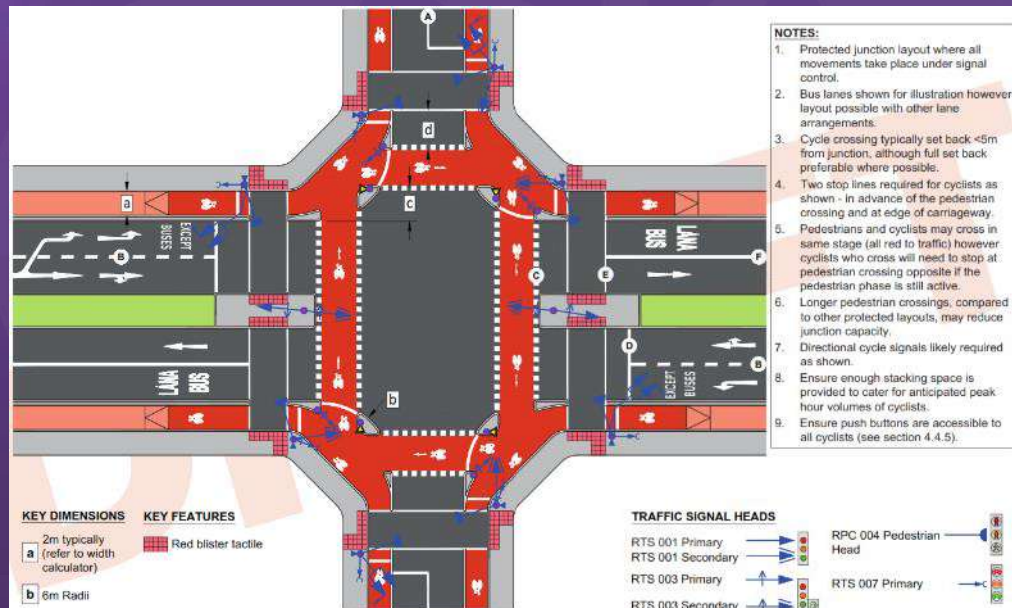 A
NOTES:
1. Protected junction layout where all
movements take place under signal
control.
2. Bus lanes shown for illustration however
layout possible with other lane
arrangements.
3. Cycle crossing typically set back <5m
from junction, although full set back
preferable where possible.
4. Two stop lines required for cyclists as
shown - in advance of the pedestrian
crossing and at edge of carriageway.
5. Pedestrians and cyclists may cross in
same stage (all red to traffic) however
cyclists who cross will need to stop at
pedestrian crossing opposite if the
pedestrian phase is still active.
6. Longer pedestrian crossings, compared
to other protected layouts, may reduce
junction capacity.
7. Directional cycle signals likely required
as shown.
8. Ensure enough stacking space is
provided to cater for anticipated peak
hour volumes of cyclists.
9. Ensure push buttons are accessible to
all cyclists (see section 4.4.5).
d
a
c
EXCEPT
BUSES
LÁNA
BUS
B
C
E
F
D
B
LÁNA
BUS
EXCEPT
BUSES
b
KEY DIMENSIONS
a 2m typically
(refer to width
calculator)
b 6m Radii
KEY FEATURES
Red blister tactile
TRAFFIC SIGNAL HEADS
RTS 001 Primary
RTS 001 Secondary
RTS 003 Primary
RTS 003 Secondary
RPC 004 Pedestrian
Head
RTS 007 Primary